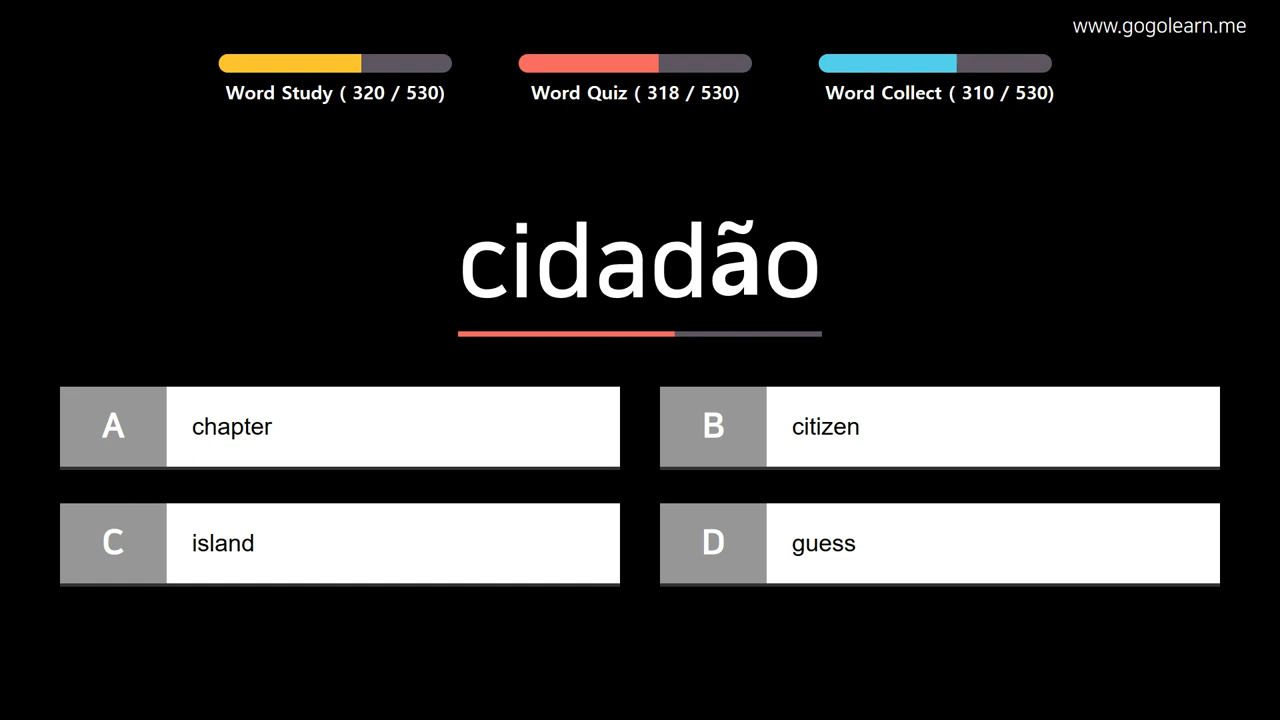 www.gogolearn.me
Word Study ( 320 / 530)
Word Quiz ( 318 / 530)
Word Collect ( 310 / 530)
cidadão
A chapter
B citizen
C island
D guess